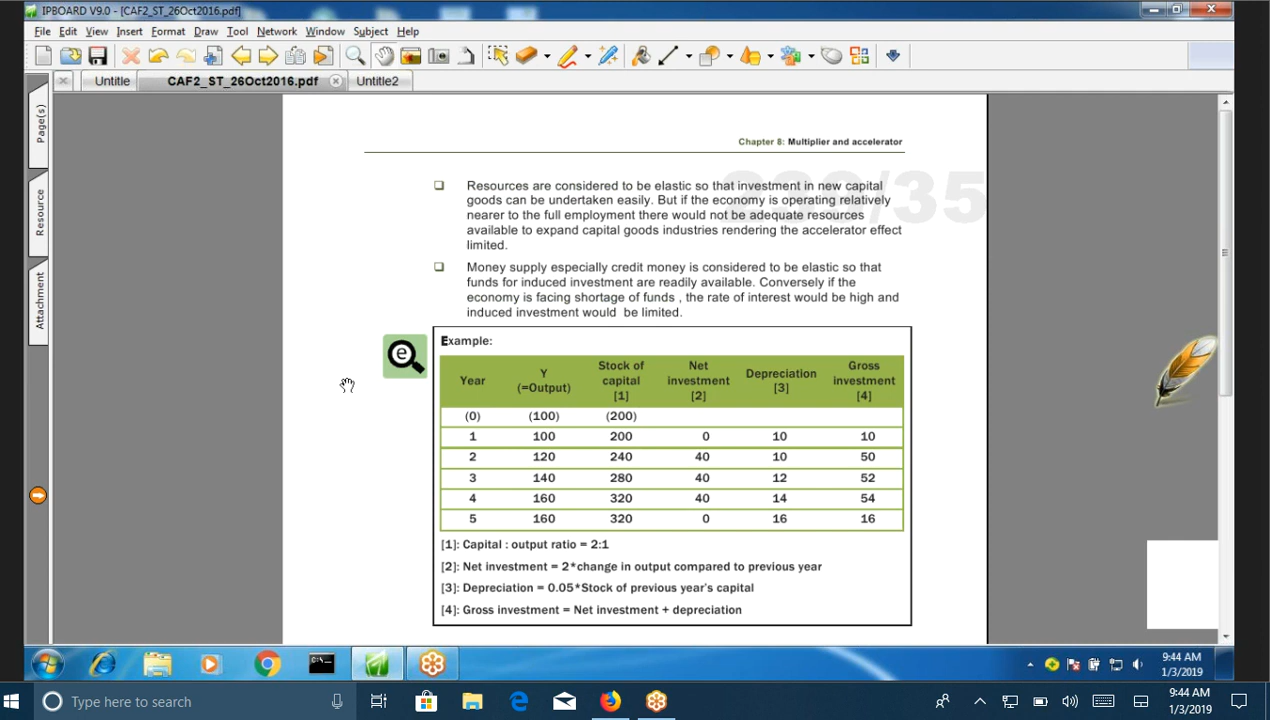 IPBOARD V9.0 - [CAF2_ST_26Oct2016.pdf]
File Edit View Insert Format Draw Tool Network Window Subject Help
Untitle CAF2_ST_26Oct2016.pdf Untitle2
Page(s)
Resource
Attachment
Chapter 8: Multiplier and accelerator
Resources are considered to be elastic so that investment in new capital
goods can be undertaken easily. But if the economy is operating relatively
nearer to the full employment there would not be adequate resources
available to expand capital goods industries rendering the accelerator effect
limited.
Money supply especially credit money is considered to be elastic so that
funds for induced investment are readily available. Conversely if the
economy is facing shortage of funds , the rate of interest would be high and
induced investment would be limited.
Example:
Year Y (=Output) Stock of capital [1] Net investment [2] Depreciation [3] Gross investment [4]
(0) (100) (200)
1 100 200 0 10 10
2 120 240 40 10 50
3 140 280 40 12 52
4 160 320 40 14 54
5 160 320 0 16 16
[1]: Capital : output ratio = 2:1
[2]: Net investment = 2*change in output compared to previous year
[3]: Depreciation = 0.05*Stock of previous year's capital
[4]: Gross investment = Net investment + depreciation
9:44 AM
1/3/2019
Type here to search
9:44 AM
1/3/2019